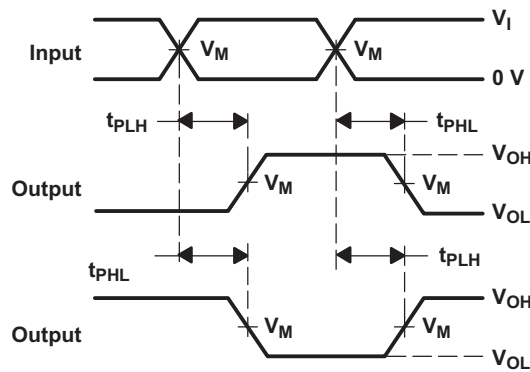 V_I
Input V_M V_M
0 V
t_PLH t_PHL
V_OH
Output V_M V_M
V_OL
t_PHL t_PLH
V_OH
Output V_M V_M
V_OL